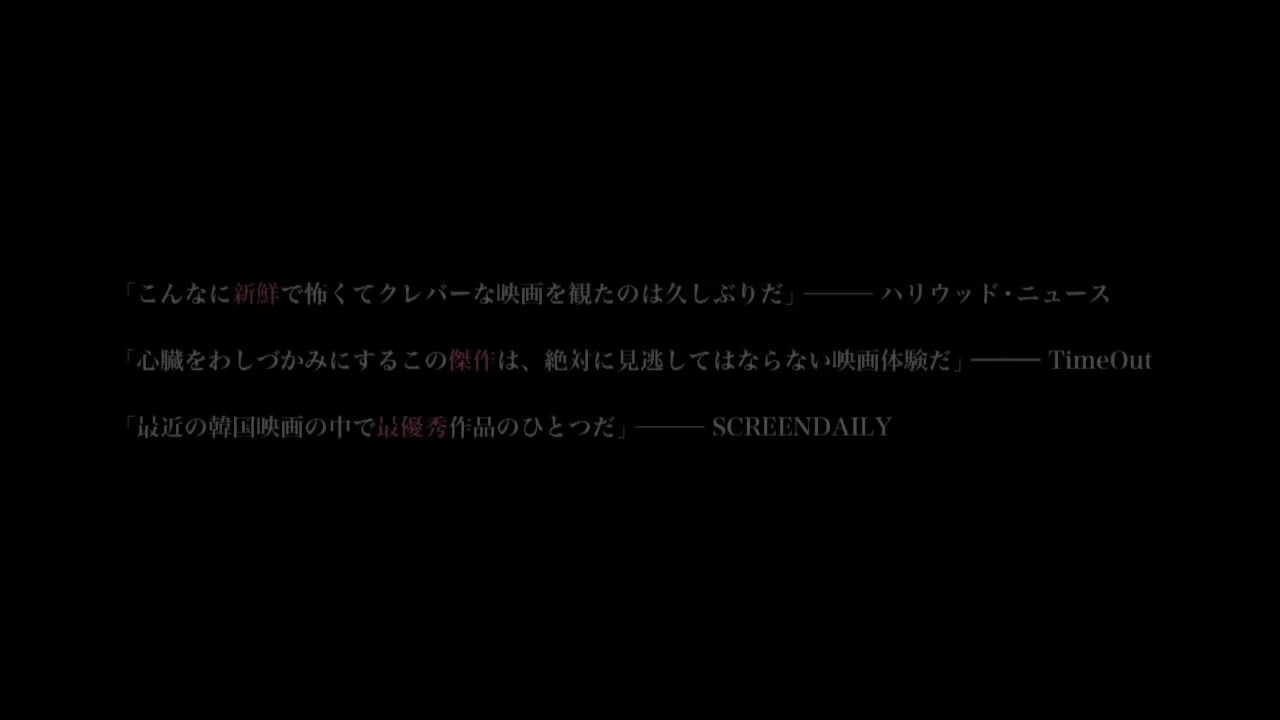 「こんなに新鮮で怖くてクレバーな映画を観たのは久しぶりだ」――― ハリウッド・ニュース
「心臓をわしづかみにするこの傑作は、絶対に見逃してはならない映画体験だ」――― TimeOut
「最近の韓国映画の中で最優秀作品のひとつだ」――― SCREENDAILY